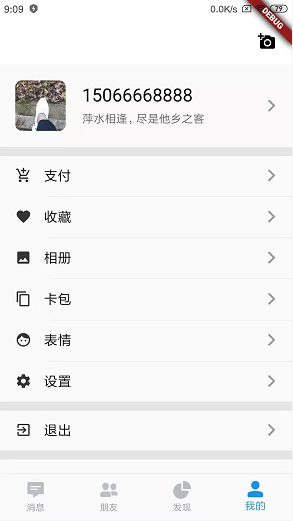 9:09
0.0K/s
79
DEBUG
15066668888
萍水相逢，尽是他乡之客
支付
收藏
相册
卡包
表情
设置
退出
消息 朋友 发现 我的